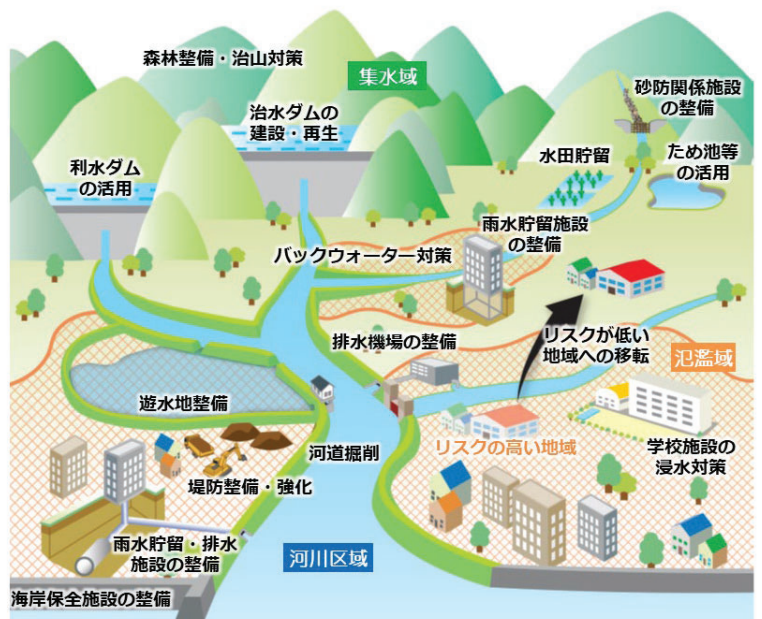 森林整備・治山対策
集水域
砂防関係施設
の整備
治水ダムの
建設・再生
水田貯留
ため池等
の活用
利水ダム
の活用
雨水貯留施設
の整備
バックウォーター対策
排水機場の整備
リスクが低い
地域への移転
氾濫域
遊水地整備
リスクの高い地域
学校施設の
浸水対策
河道掘削
堤防整備・強化
雨水貯留・排水
施設の整備
河川区域
海岸保全施設の整備